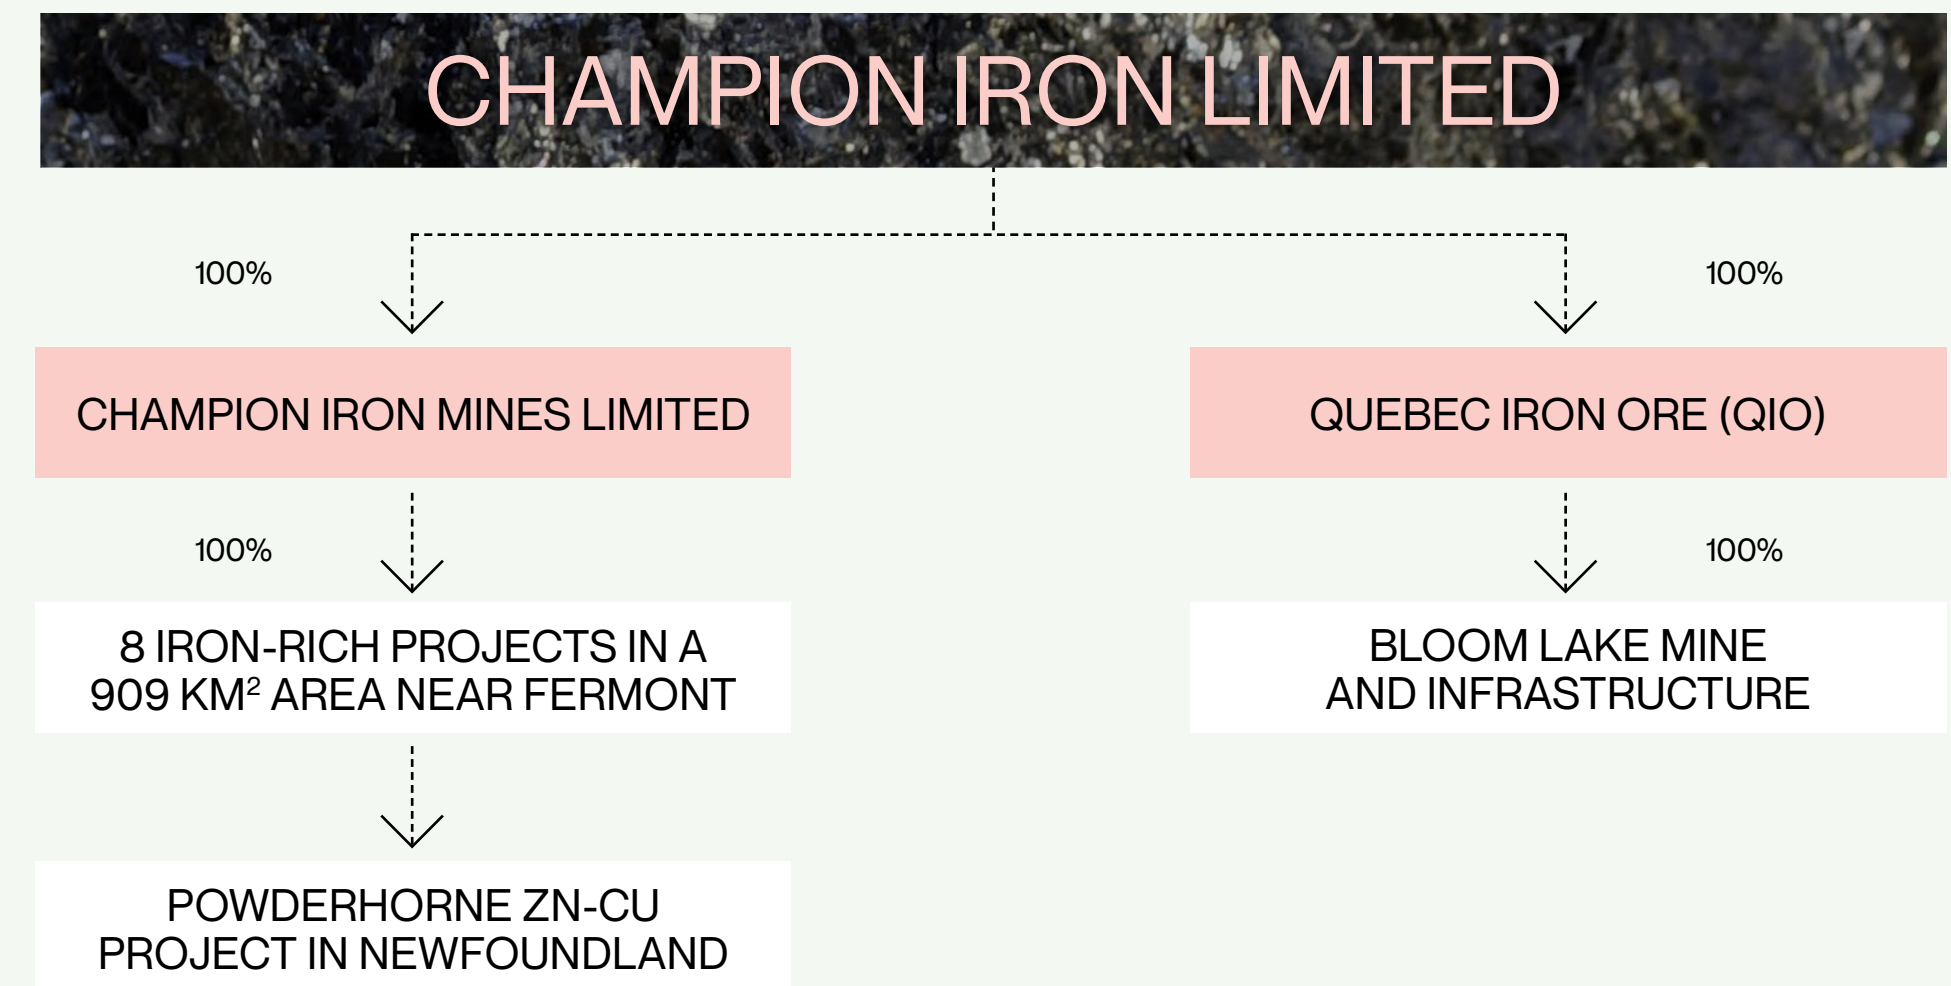 CHAMPION IRON LIMITED
100%
100%
CHAMPION IRON MINES LIMITED
QUEBEC IRON ORE (QIO)
100%
100%
8 IRON-RICH PROJECTS IN A
909 KM² AREA NEAR FERMONT
BLOOM LAKE MINE
AND INFRASTRUCTURE
POWDERHORNE ZN-CU
PROJECT IN NEWFOUNDLAND